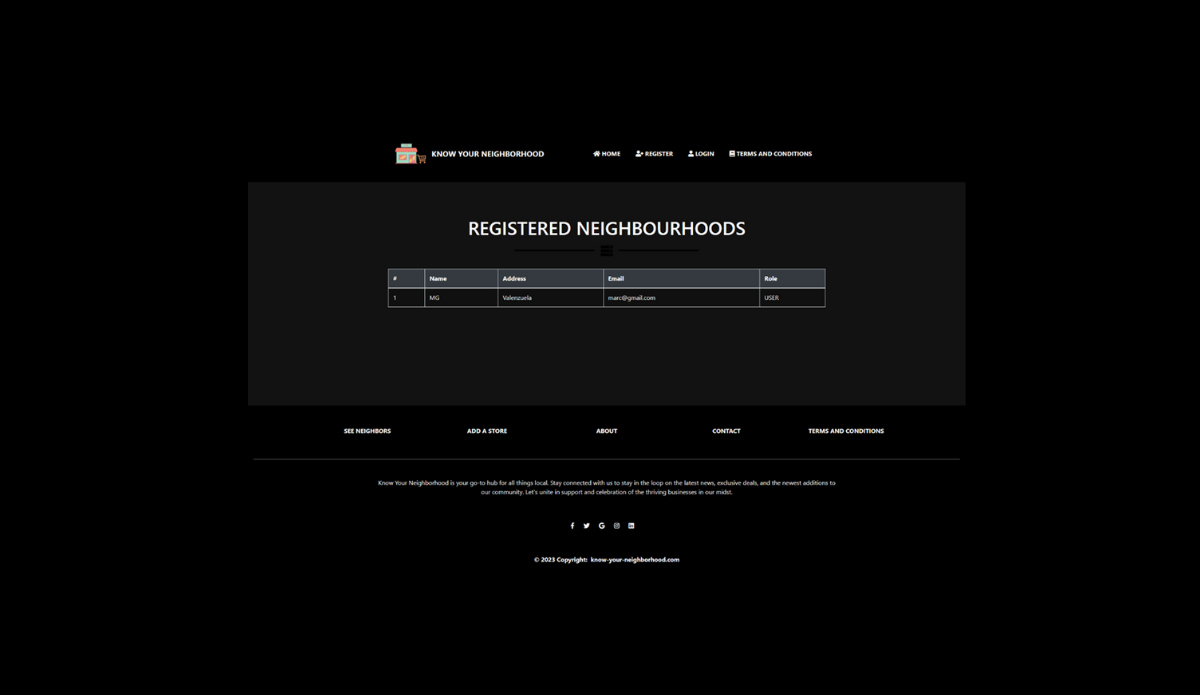 KNOW YOUR NEIGHBORHOOD HOME REGISTER LOGIN TERMS AND CONDITIONS
REGISTERED NEIGHBOURHOODS
# Name Address Email Role
1 MG Valenzuela marc@gmail.com USER
SEE NEIGHBORS ADD A STORE ABOUT CONTACT TERMS AND CONDITIONS
Know Your Neighborhood is your go-to hub for all things local. Stay connected with us to stay in the loop on the latest news, exclusive deals, and the newest additions to
our community. Let's unite in support and celebration of the thriving businesses in our midst.
© 2023 Copyright: know-your-neighborhood.com